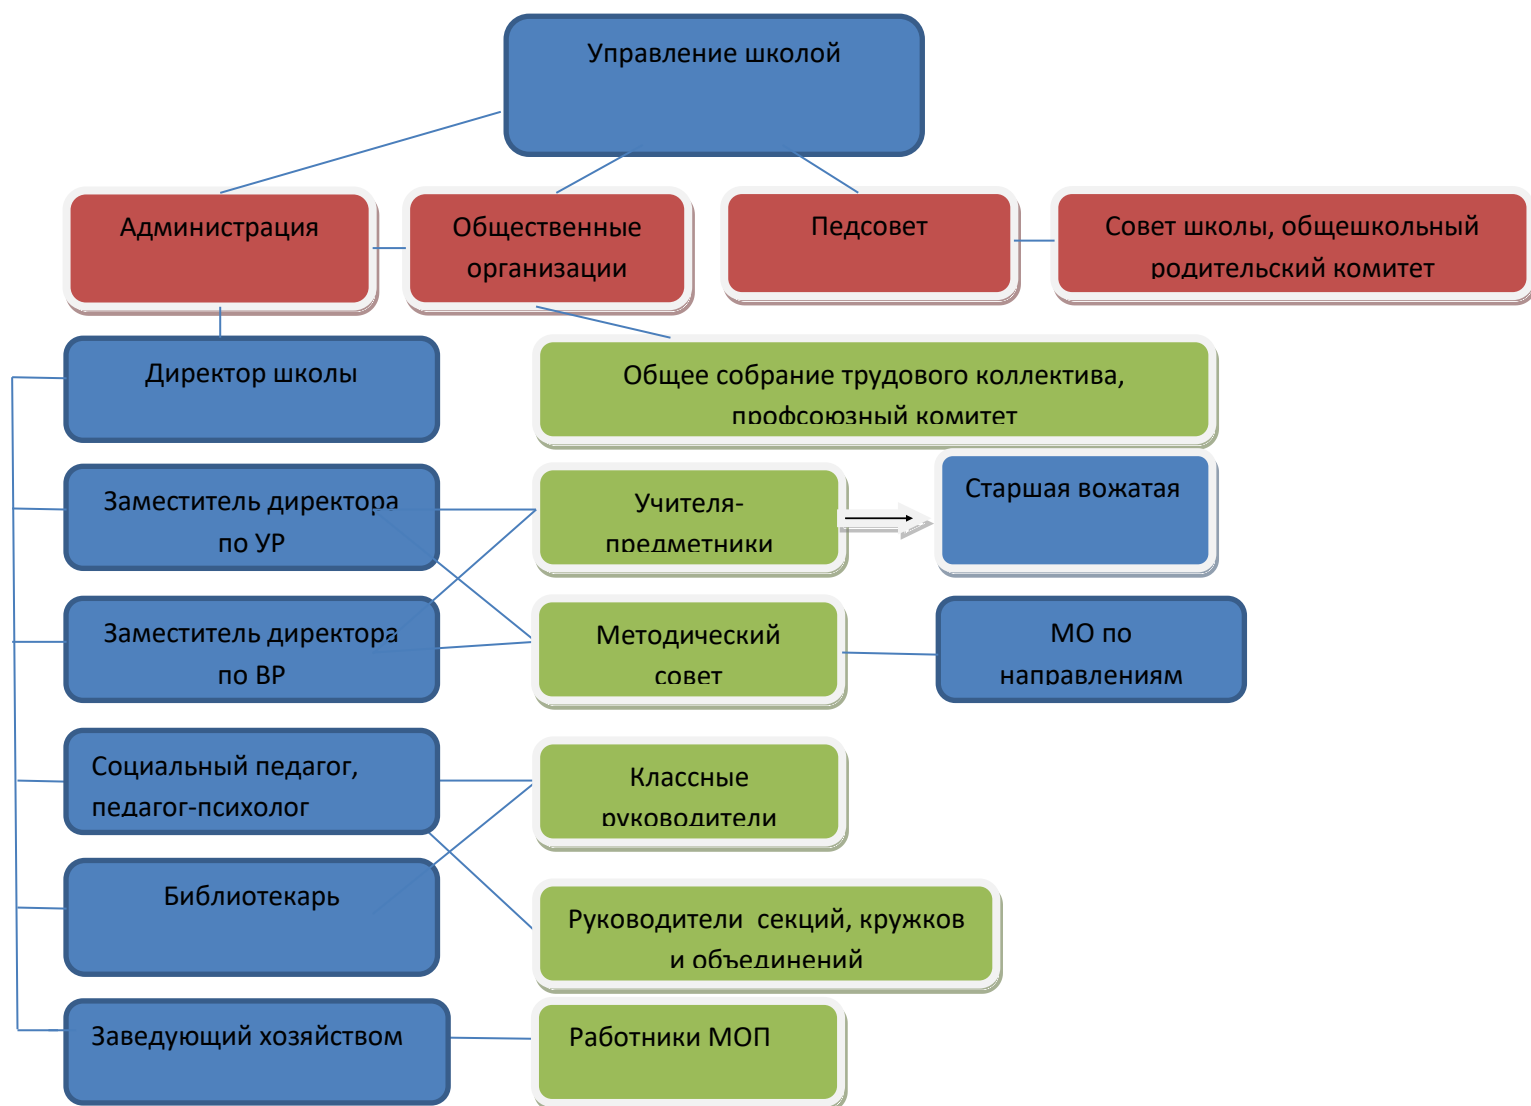 Управление школой
Администрация
Общественные
организации
Педсовет
Совет школы, общешкольный
родительский комитет
Директор школы
Общее собрание трудового коллектива,
профсоюзный комитет
Заместитель директора
по УР
Учителя-
предметники
Старшая вожатая
Заместитель директора
по ВР
Методический
совет
МО по
направлениям
Социальный педагог,
педагог-психолог
Классные
руководители
Библиотекарь
Руководители  секций, кружков
и объединений
Заведующий хозяйством
Работники МОП